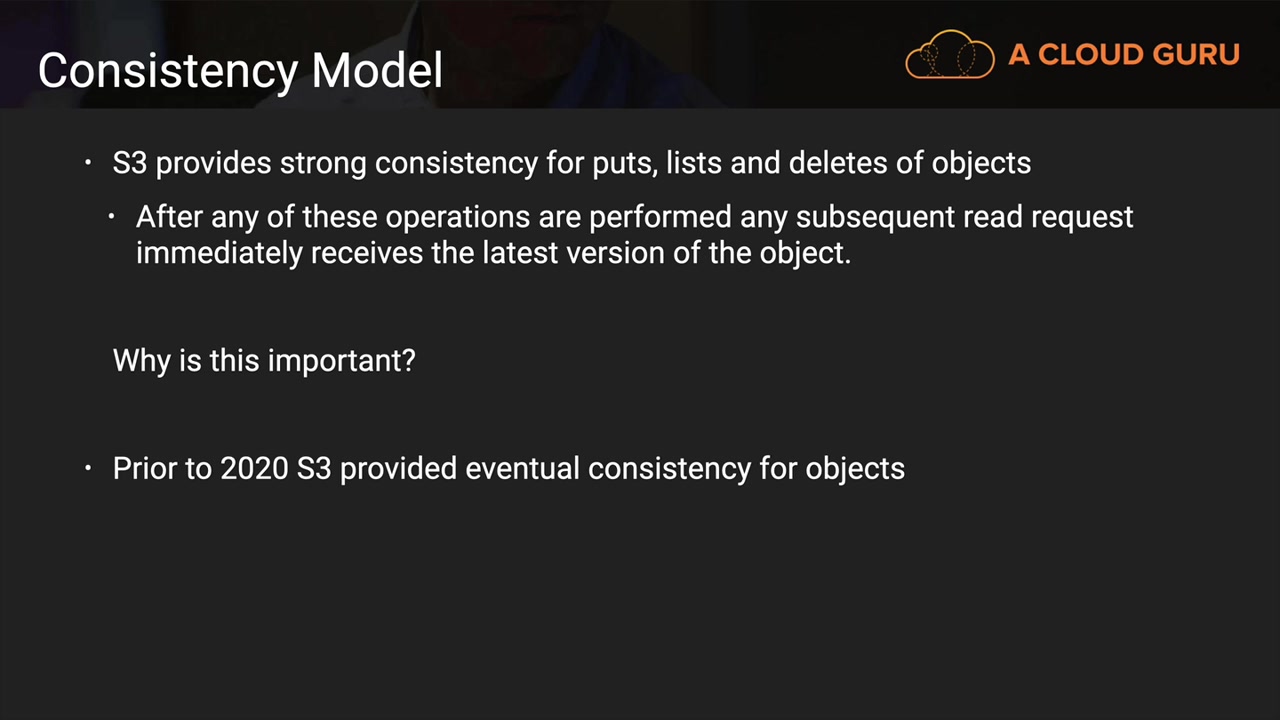 Consistency Model
A CLOUD GURU
• S3 provides strong consistency for puts, lists and deletes of objects
• After any of these operations are performed any subsequent read request
immediately receives the latest version of the object.
Why is this important?
• Prior to 2020 S3 provided eventual consistency for objects